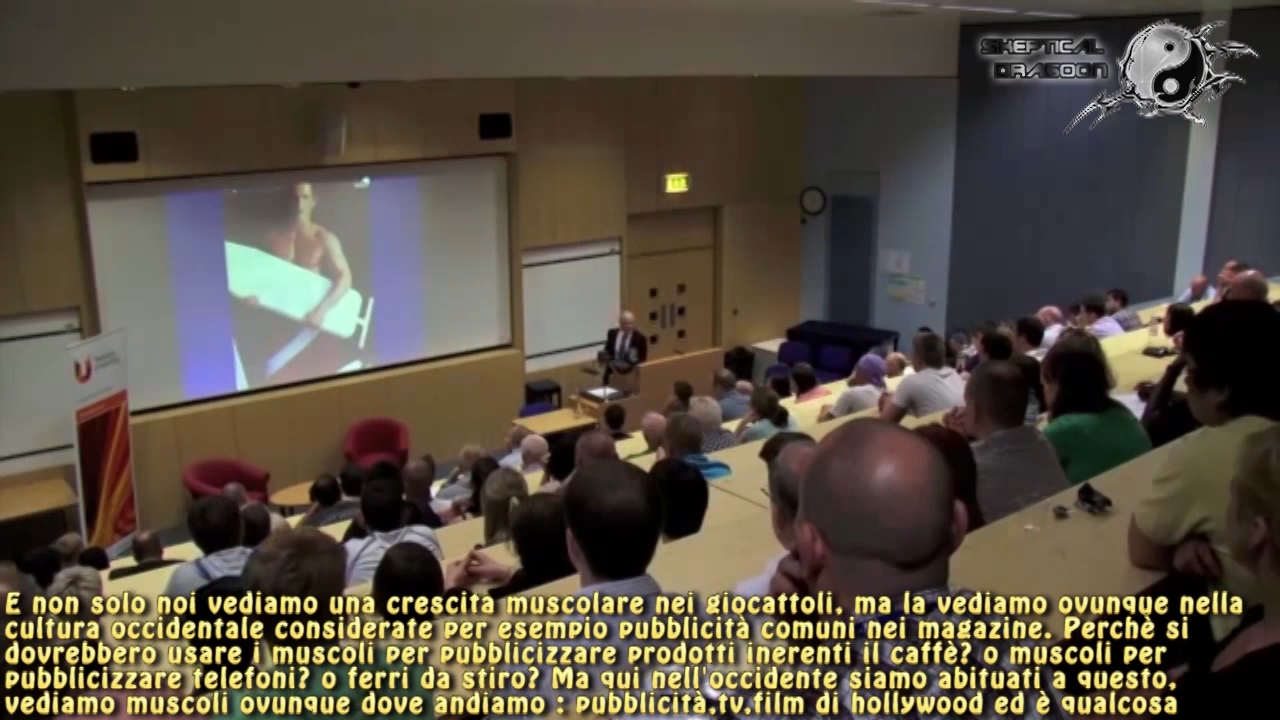 SKEPTICAL
DRAGOON
E non solo noi vediamo una crescita muscolare nei giocattoli, ma la vediamo ovunque nella
cultura occidentale considerate per esempio pubblicità comuni nei magazine. Perchè si
dovrebbero usare i muscoli per pubblicizzare prodotti inerenti il caffè? o muscoli per
pubblicizzare telefoni? o ferri da stiro? Ma qui nell'occidente siamo abituati a questo,
vediamo muscoli ovunque dove andiamo : pubblicità,tv,film di hollywood ed è qualcosa